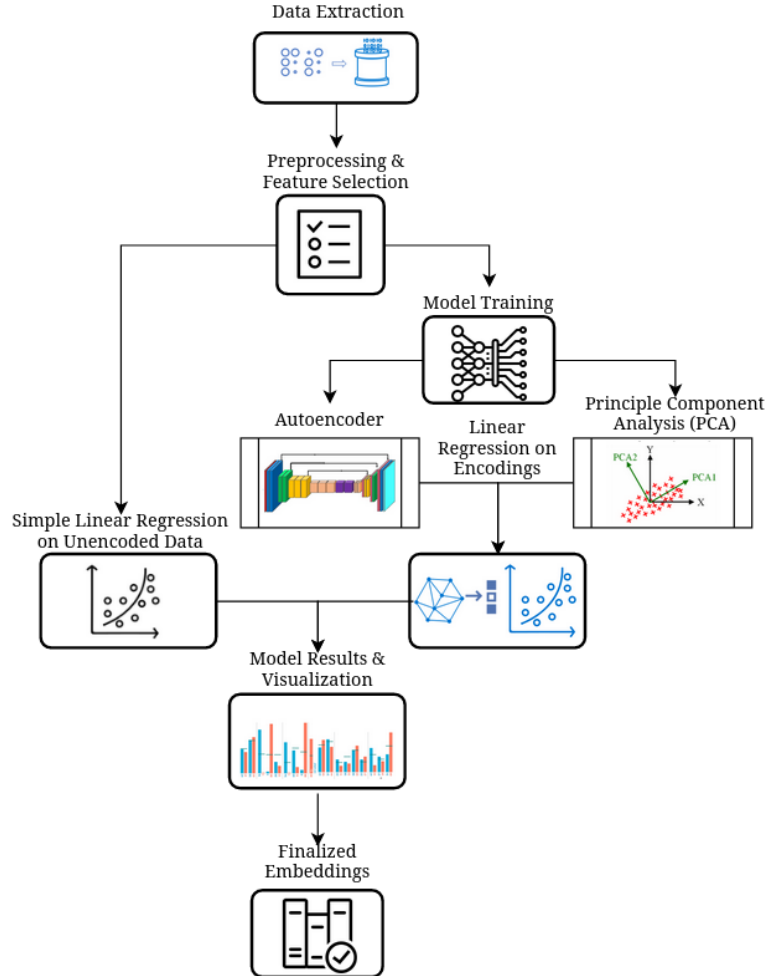 Data Extraction
Preprocessing &
Feature Selection
Model Training
Autoencoder
Linear
Regression on
Encodings
Principle Component
Analysis (PCA)
Y
PCA2
PCA1
X
Simple Linear Regression
on Unencoded Data
Model Results &
Visualization
Finalized
Embeddings